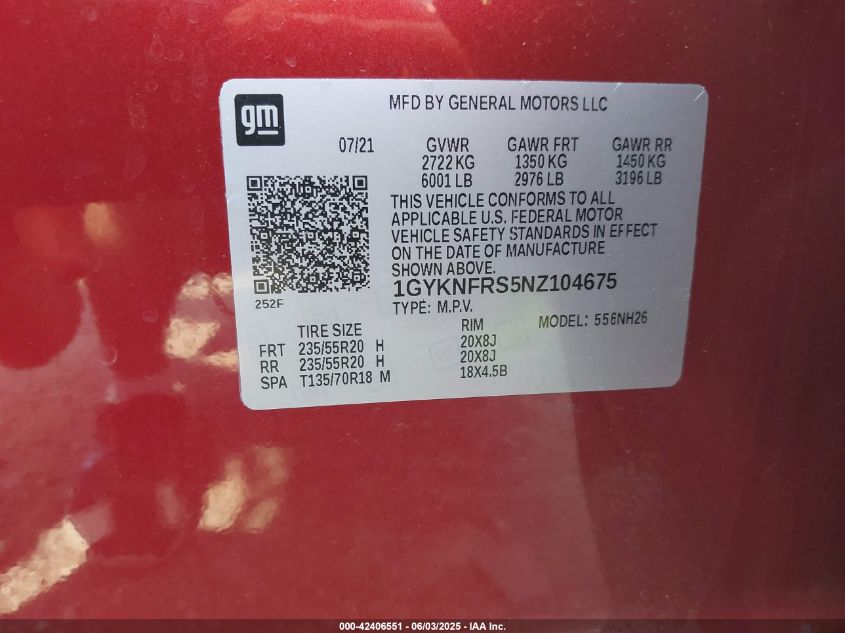 gm
MFD BY GENERAL MOTORS LLC
07/21 GVWR GAWR FRT GAWR RR
2722 KG 1350 KG 1450 KG
6001 LB 2976 LB 3196 LB
THIS VEHICLE CONFORMS TO ALL
APPLICABLE U.S. FEDERAL MOTOR
VEHICLE SAFETY STANDARDS IN EFFECT
ON THE DATE OF MANUFACTURE
SHOWN ABOVE.
252F
1GYKNFRS5NZ104675
TYPE: M.P.V. MODEL: 556NH26
TIRE SIZE RIM
FRT 235/55R20 H 20X8J
RR 235/55R20 H 20X8J
SPA T135/70R18 M 18X4.5B
000-42406551 | 06/03/2025 - IAA Inc.